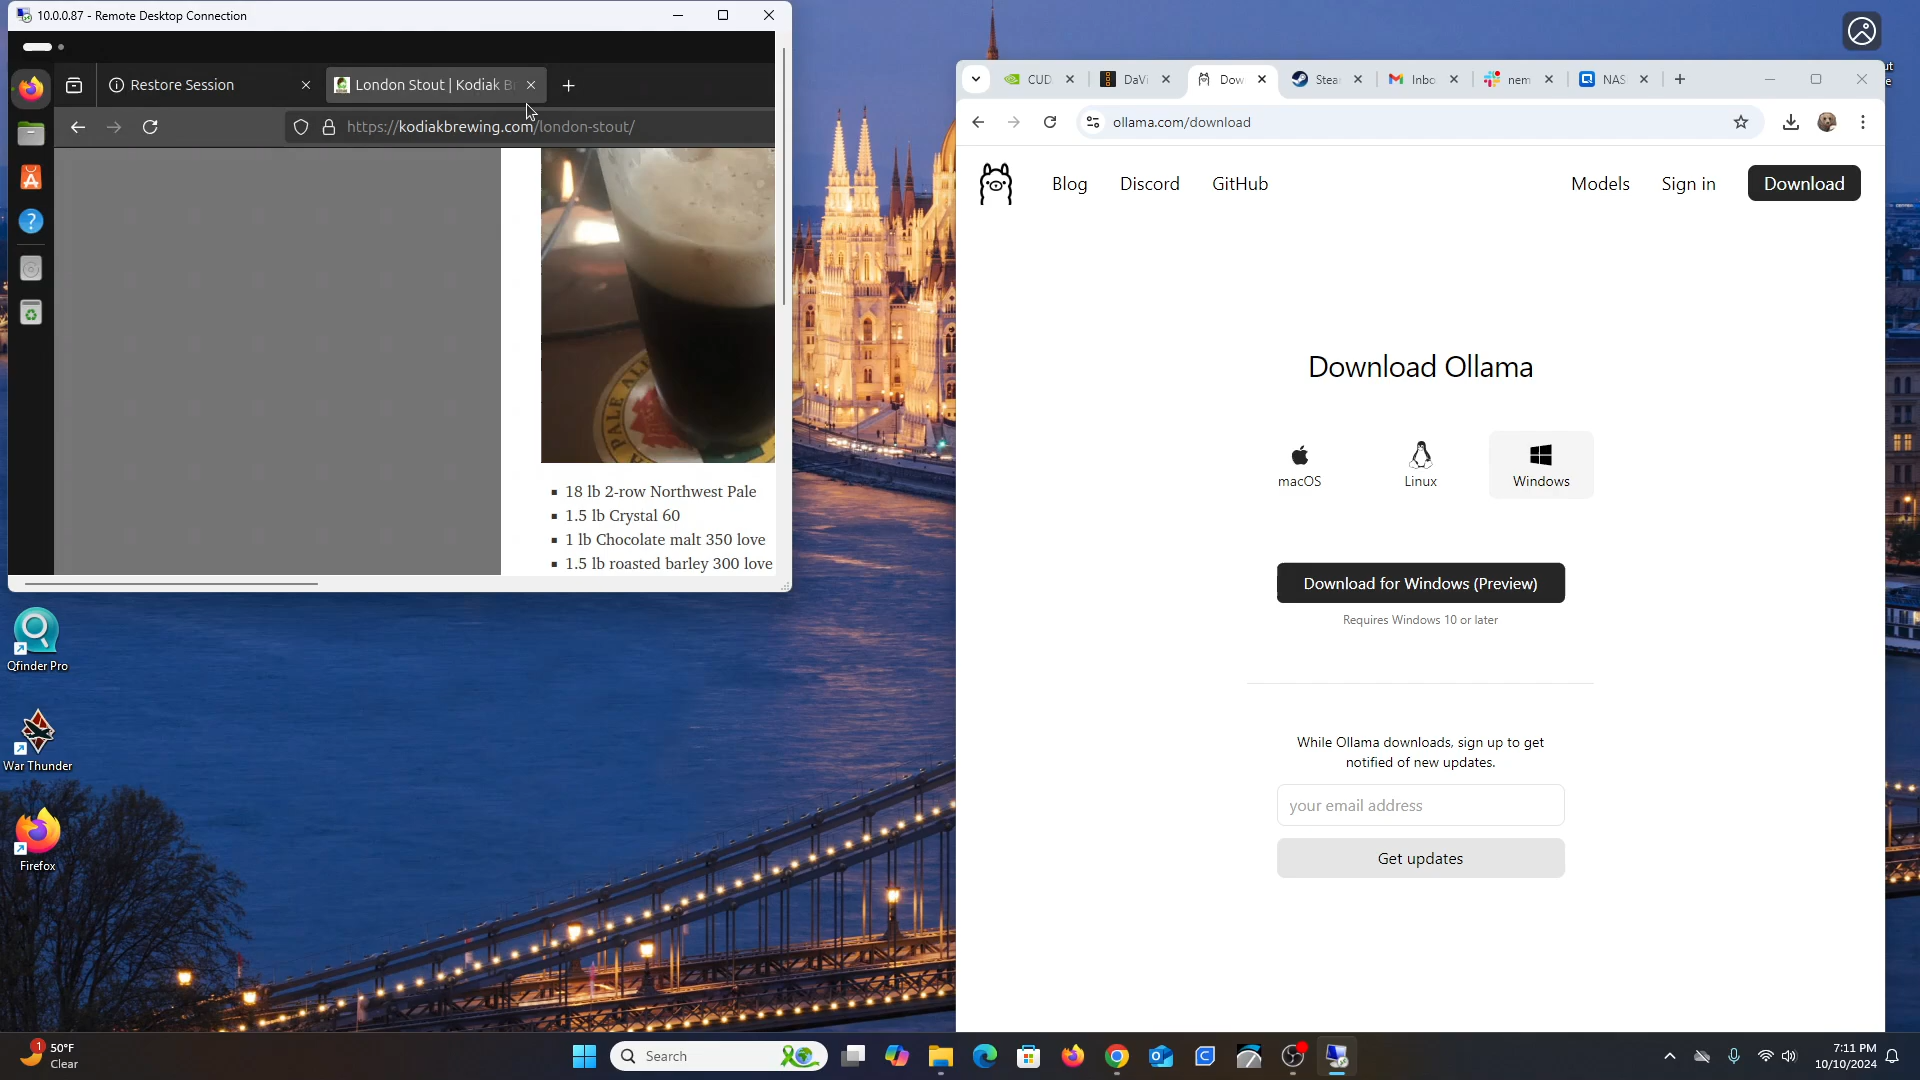 10.0.0.87 - Remote Desktop Connection
Restore Session
London Stout | Kodiak Br
https://kodiakbrewing.com/london-stout/
PALE AL
18 lb 2-row Northwest Pale
1.5 lb Crystal 60
1 lb Chocolate malt 350 love
1.5 lb roasted barley 300 love
Qfinder Pro
War Thunder
Firefox
CUD
DaVi
Dow
Stea
Inbo
nem
NAS
ollama.com/download
Blog
Discord
GitHub
Models
Sign in
Download
Download Ollama
macOS
Linux
Windows
Download for Windows (Preview)
Requires Windows 10 or later
While Ollama downloads, sign up to get
notified of new updates.
your email address
Get updates
ut
e
1
50°F
Clear
Search
7:11 PM
10/10/2024